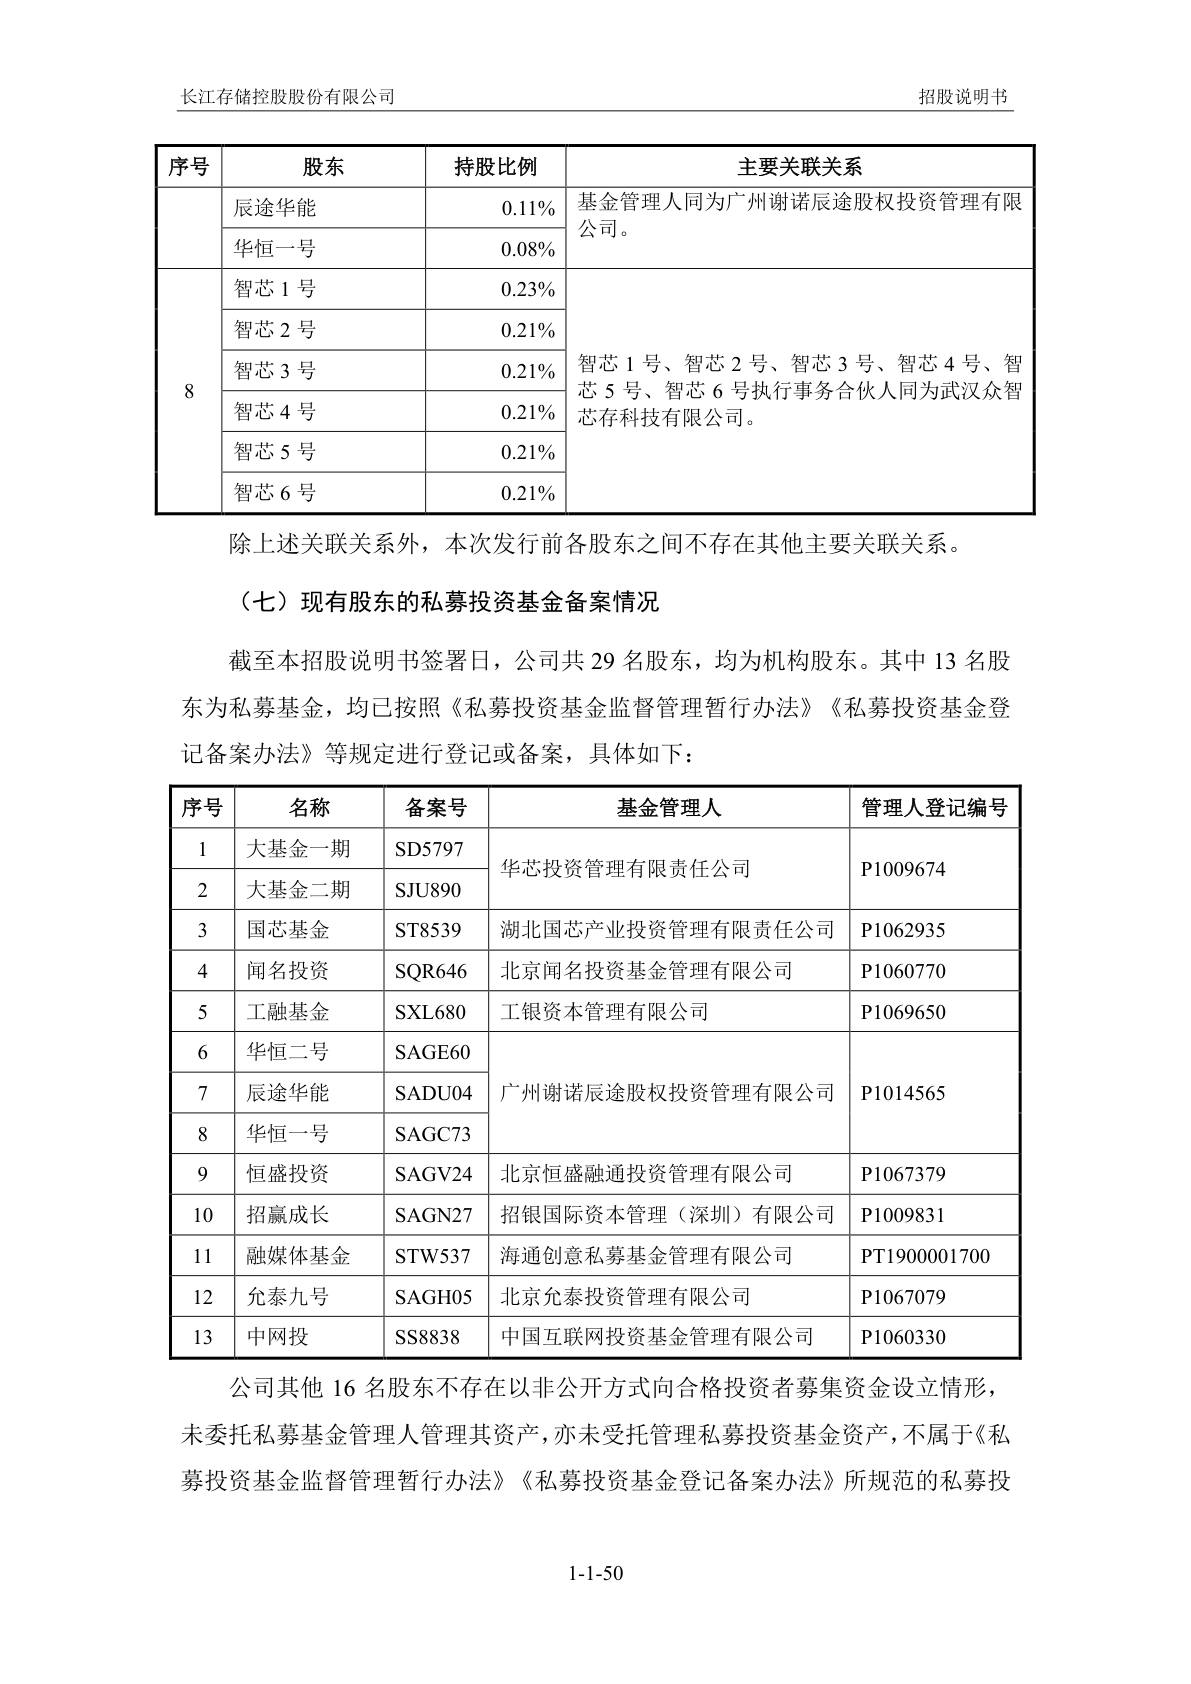 长江存储控股股份有限公司 招股说明书
序号 股东 持股比例 主要关联关系
辰途华能 0.11% 基金管理人同为广州谢诺辰途股权投资管理有限
公司。
华恒一号 0.08%
8
智芯 1 号 0.23%
智芯 2 号 0.21%
智芯 3 号 0.21%
智芯 4 号 0.21%
智芯 5 号 0.21%
智芯 6 号 0.21%
智芯 1 号、智芯 2 号、智芯 3 号、智芯 4 号、智
芯 5 号、智芯 6 号执行事务合伙人同为武汉众智
芯存科技有限公司。
除上述关联关系外，本次发行前各股东之间不存在其他主要关联关系。
（七）现有股东的私募投资基金备案情况
截至本招股说明书签署日，公司共 29 名股东，均为机构股东。其中 13 名股
东为私募基金，均已按照《私募投资基金监督管理暂行办法》《私募投资基金登
记备案办法》等规定进行登记或备案，具体如下：
序号 名称 备案号 基金管理人 管理人登记编号
1 大基金一期 SD5797 华芯投资管理有限责任公司 P1009674
2 大基金二期 SJU890
3 国芯基金 ST8539 湖北国芯产业投资管理有限责任公司 P1062935
4 闻名投资 SQR646 北京闻名投资基金管理有限公司 P1060770
5 工融基金 SXL680 工银资本管理有限公司 P1069650
6 华恒二号 SAGE60
7 辰途华能 SADU04 广州谢诺辰途股权投资管理有限公司 P1014565
8 华恒一号 SAGC73
9 恒盛投资 SAGV24 北京恒盛融通投资管理有限公司 P1067379
10 招赢成长 SAGN27 招银国际资本管理（深圳）有限公司 P1009831
11 融媒体基金 STW537 海通创意私募基金管理有限公司 PT1900001700
12 允泰九号 SAGH05 北京允泰投资管理有限公司 P1067079
13 中网投 SS8838 中国互联网投资基金管理有限公司 P1060330
公司其他 16 名股东不存在以非公开方式向合格投资者募集资金设立情形，
未委托私募基金管理人管理其资产，亦未受托管理私募投资基金资产，不属于《私
募投资基金监督管理暂行办法》《私募投资基金登记备案办法》所规范的私募投
1-1-50